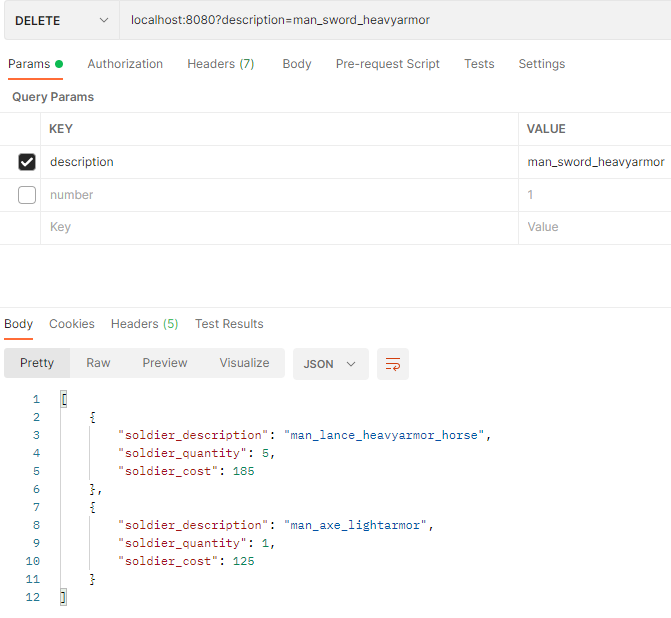 DELETE localhost:8080?description=man_sword_heavyarmor
Params Authorization Headers (7) Body Pre-request Script Tests Settings
Query Params
KEY VALUE
description man_sword_heavyarmor
number 1
Key Value
Body Cookies Headers (5) Test Results
Pretty Raw Preview Visualize JSON
1 [
2 {
3 "soldier_description": "man_lance_heavyarmor_horse",
4 "soldier_quantity": 5,
5 "soldier_cost": 185
6 },
7 {
8 "soldier_description": "man_axe_lightarmor",
9 "soldier_quantity": 1,
10 "soldier_cost": 125
11 }
12 ]